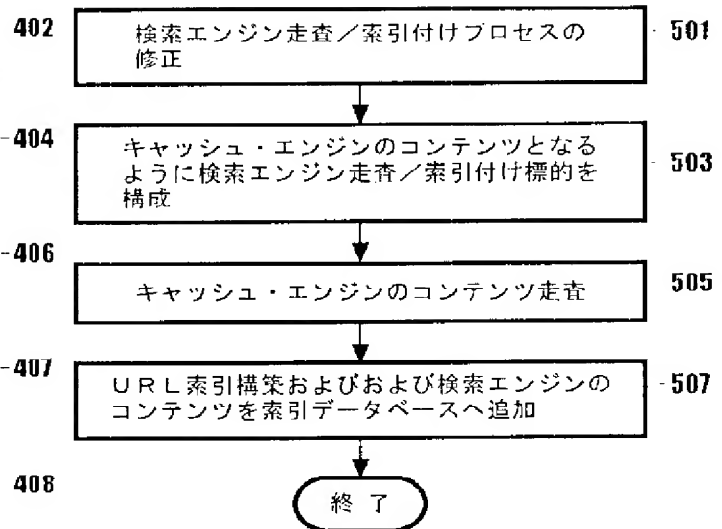 402
検索エンジン走査／索引付けプロセスの
修正
501
404
キャッシュ・エンジンのコンテンツとなる
ように検索エンジン走査／索引付け標的を
構成
503
406
キャッシュ・エンジンのコンテンツ走査
505
407
ＵＲＬ索引構築およびおよび検索エンジンの
コンテンツを索引データベースへ追加
507
408
終了